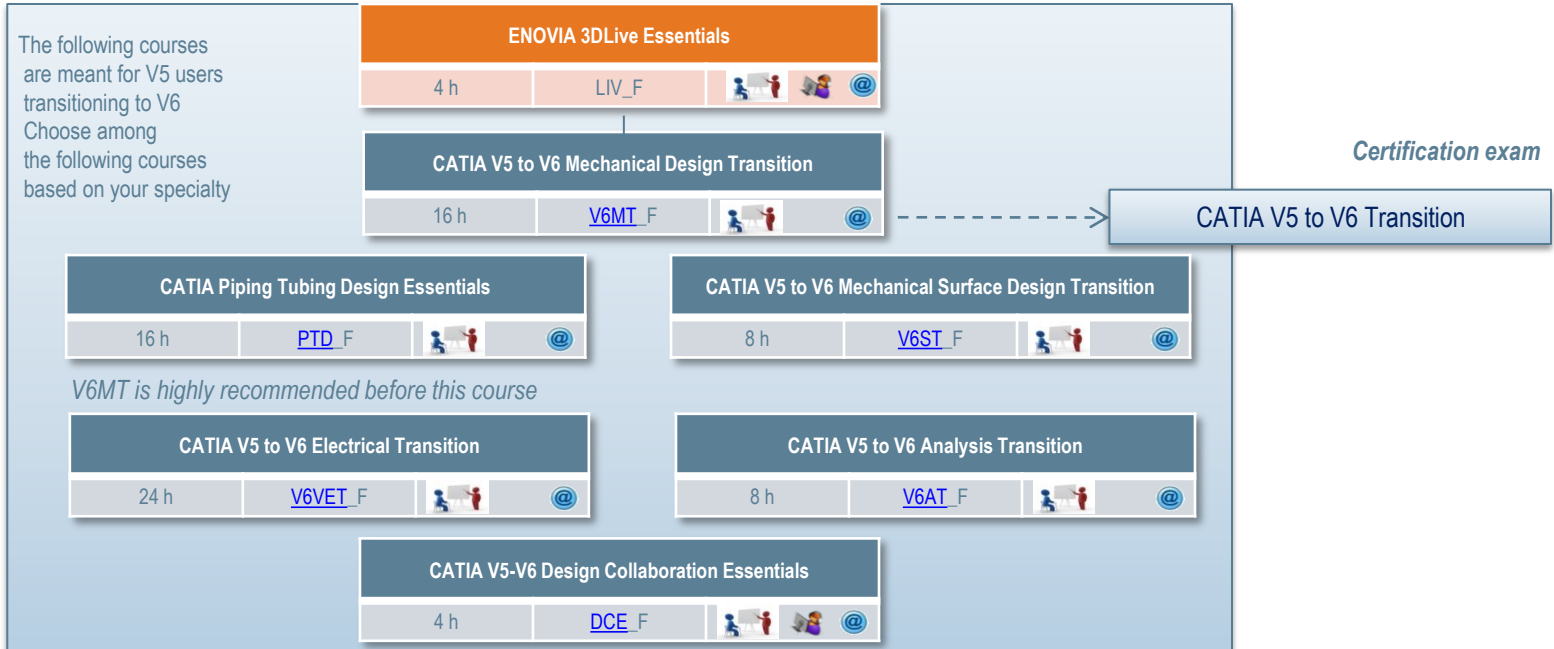 The following courses
are meant for V5 users
transitioning to V6
Choose among
the following courses
based on your specialty
ENOVIA 3DLive Essentials
4 h LIV_F @
CATIA V5 to V6 Mechanical Design Transition
16 h V6MT_F @
Certification exam
CATIA V5 to V6 Transition
CATIA Piping Tubing Design Essentials
16 h PTD_F @
CATIA V5 to V6 Mechanical Surface Design Transition
8 h V6ST_F @
V6MT is highly recommended before this course
CATIA V5 to V6 Electrical Transition
24 h V6VET_F @
CATIA V5 to V6 Analysis Transition
8 h V6AT_F @
CATIA V5-V6 Design Collaboration Essentials
4 h DCE_F @